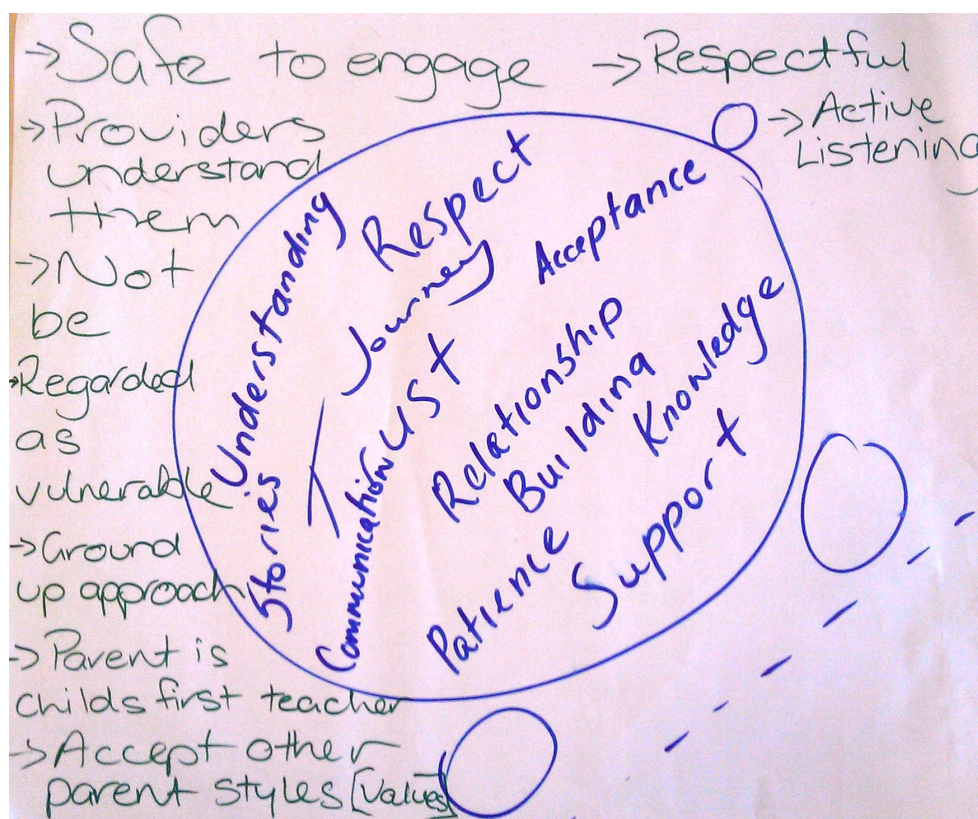 →Safe to engage
→Respectful
→Active
Listening
→Providers
understand
them
→Not
be
→Regarded
as
vulnerable
→Ground
up approach
→Parent is
childs first teacher
→Accept other
parent styles [values]
Understanding
Respect
Journey
Acceptance
Trust
Relationship
Building
Knowledge
Stories
Communication
Patience
Support